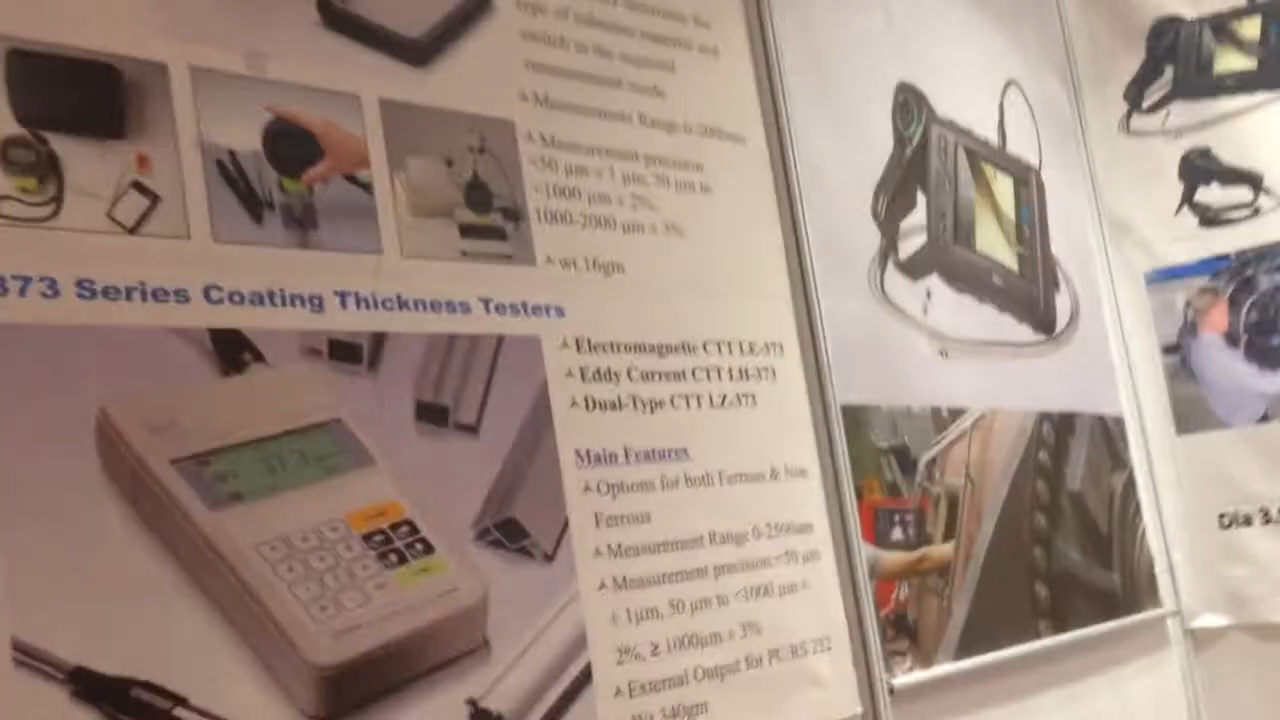 type of substrate material and
switch to the required
measurement mode
Measurement Range 0-2000um
Measurement precision
<50 µm ± 1 µm, 50 µm to
<1000 µm ± 2%,
1000-2000 µm ± 3%
wt.16gm
373 Series Coating Thickness Testers
Electromagnetic CTT LE-373
Eddy Current CTT LH-373
Dual-Type CTT LZ-373
Main Features
Options for both Ferrous & Non
Ferrous
Measurement Range 0-2500um
Measurement precision <50 µm
± 1µm, 50 µm to <1000 µm ±
2%, ≥ 1000µm ± 3%
External Output for PC:RS 232
Wt 340gm
Dia 3.